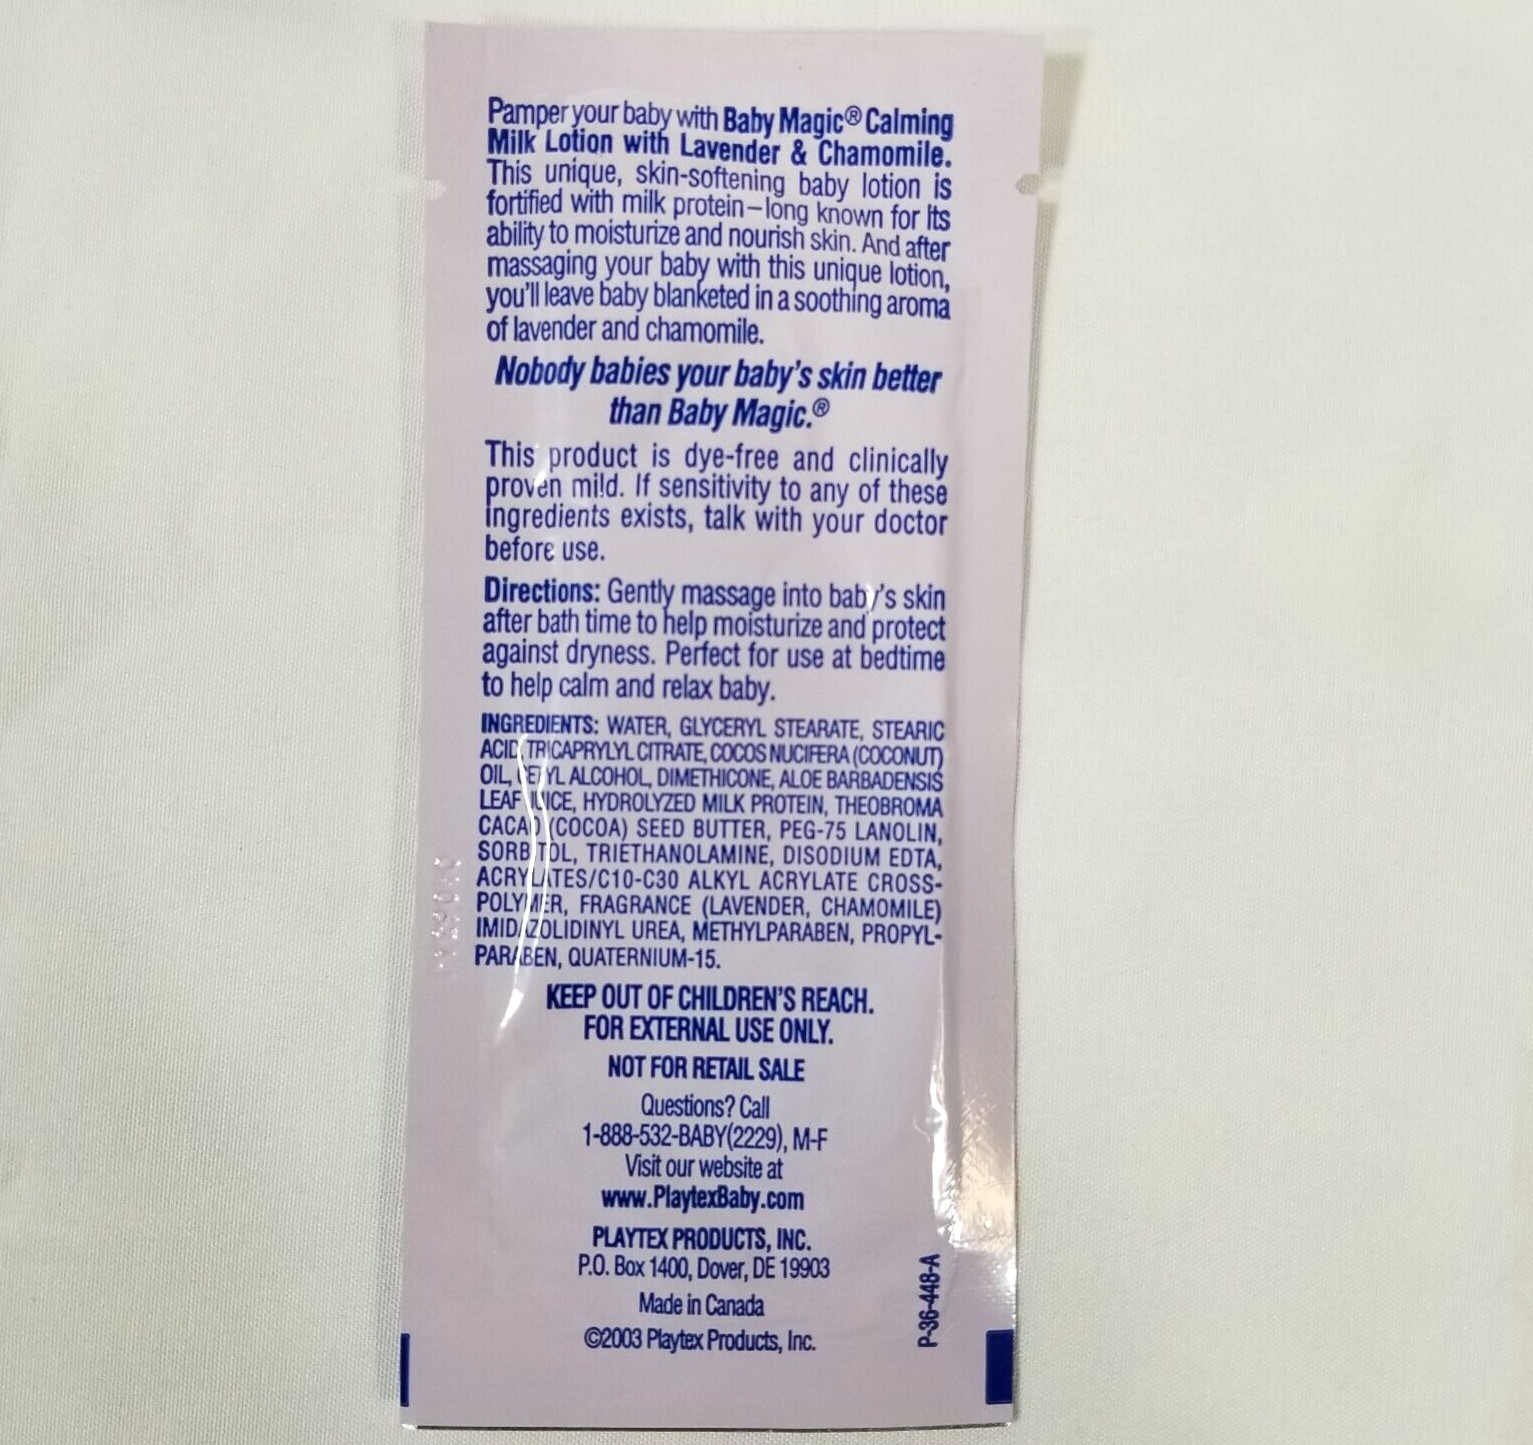 Pamper your baby with Baby Magic® Calming
Milk Lotion with Lavender & Chamomile.
This unique, skin-softening baby lotion is
fortified with milk protein–long known for its
ability to moisturize and nourish skin. And after
massaging your baby with this unique lotion,
you'll leave baby blanketed in a soothing aroma
of lavender and chamomile.
Nobody babies your baby's skin better
than Baby Magic.®
This product is dye-free and clinically
proven mild. If sensitivity to any of these
ingredients exists, talk with your doctor
before use.
Directions: Gently massage into baby's skin
after bath time to help moisturize and protect
against dryness. Perfect for use at bedtime
to help calm and relax baby.
INGREDIENTS: WATER, GLYCERYL STEARATE, STEARIC
ACID, TRICAPRYLYL CITRATE, COCOS NUCIFERA (COCONUT)
OIL, CETYL ALCOHOL, DIMETHICONE, ALOE BARBADENSIS
LEAF JUICE, HYDROLYZED MILK PROTEIN, THEOBROMA
CACAO (COCOA) SEED BUTTER, PEG-75 LANOLIN,
SORBITOL, TRIETHANOLAMINE, DISODIUM EDTA,
ACRYLATES/C10-C30 ALKYL ACRYLATE CROSS-
POLYMER, FRAGRANCE (LAVENDER, CHAMOMILE)
IMIDAZOLIDINYL UREA, METHYLPARABEN, PROPYL-
PARABEN, QUATERNIUM-15.
KEEP OUT OF CHILDREN'S REACH.
FOR EXTERNAL USE ONLY.
NOT FOR RETAIL SALE
Questions? Call
1-888-532-BABY(2229), M-F
Visit our website at
www.PlaytexBaby.com
PLAYTEX PRODUCTS, INC.
P.O. Box 1400, Dover, DE 19903
Made in Canada
©2003 Playtex Products, Inc.
P-36-448-A